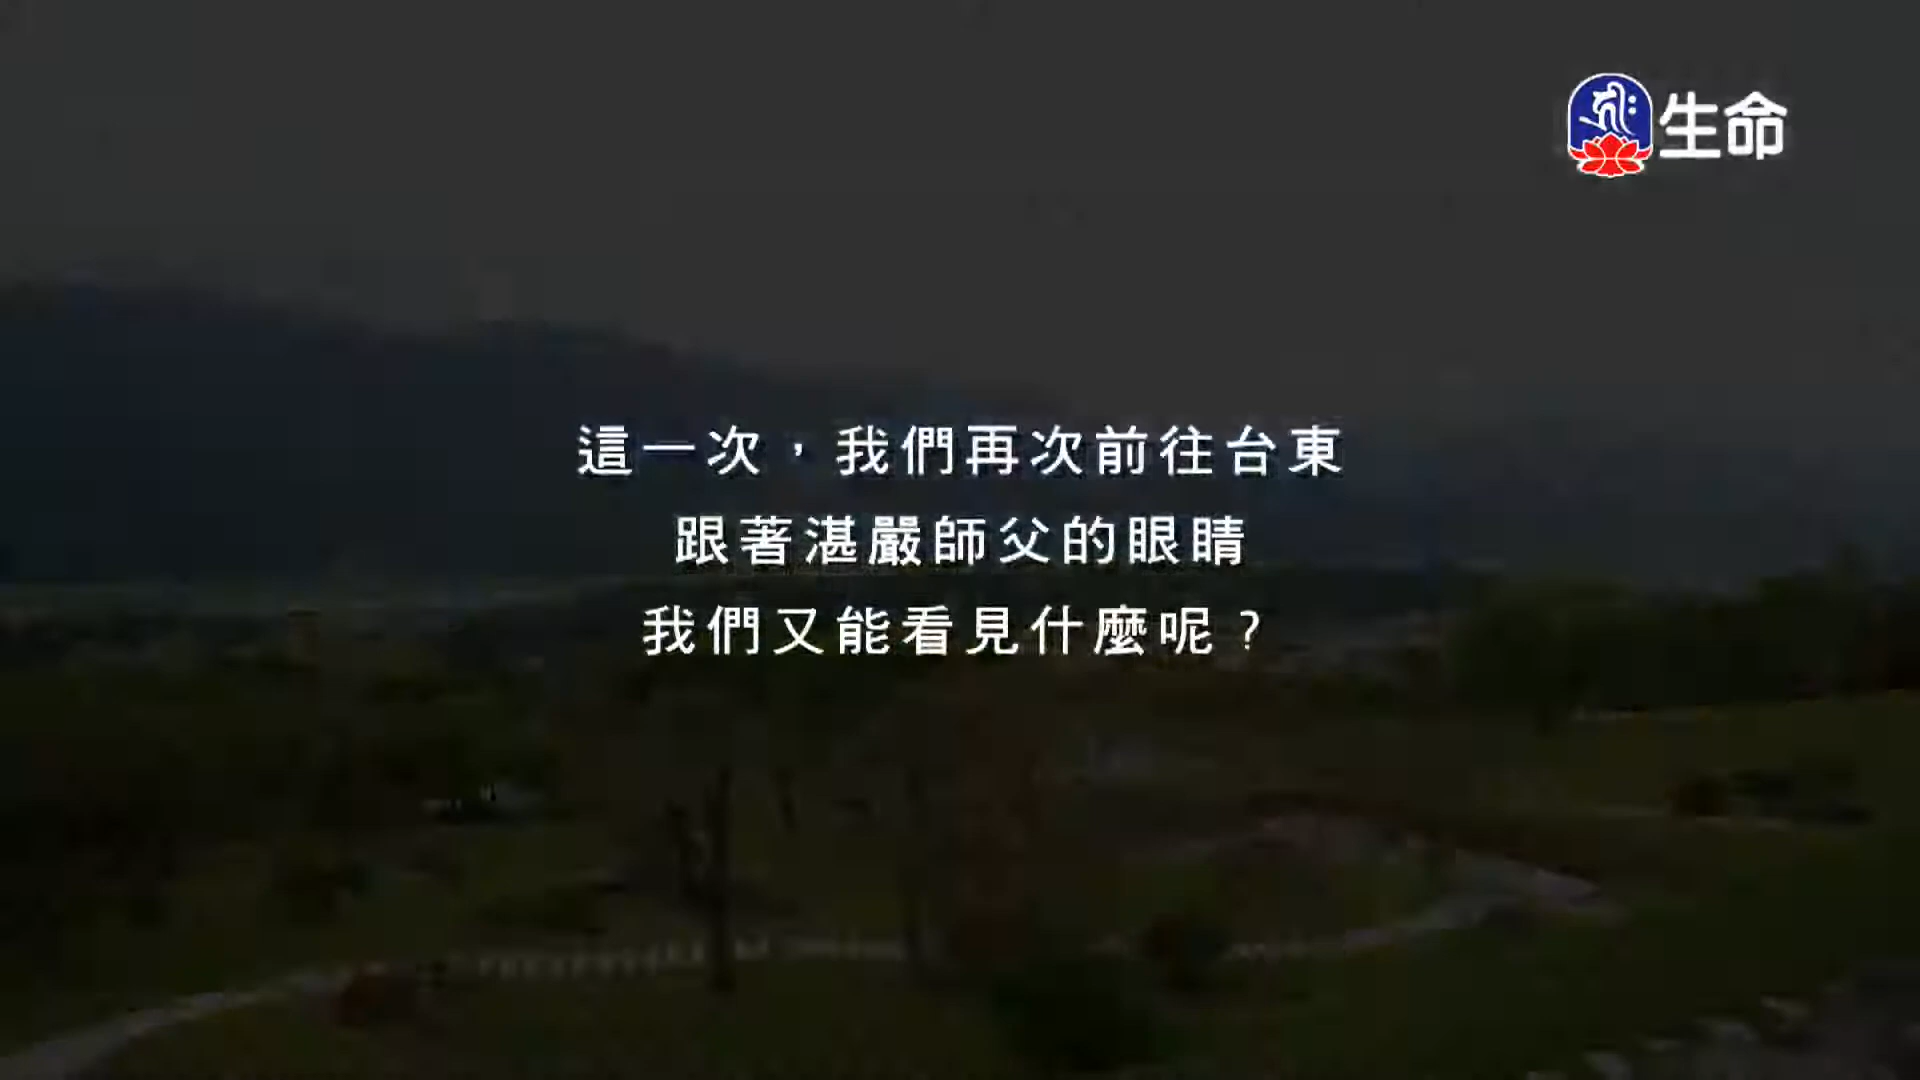 生命
這一次，我們再次前往台東
跟著湛嚴師父的眼睛
我們又能看見什麼呢？